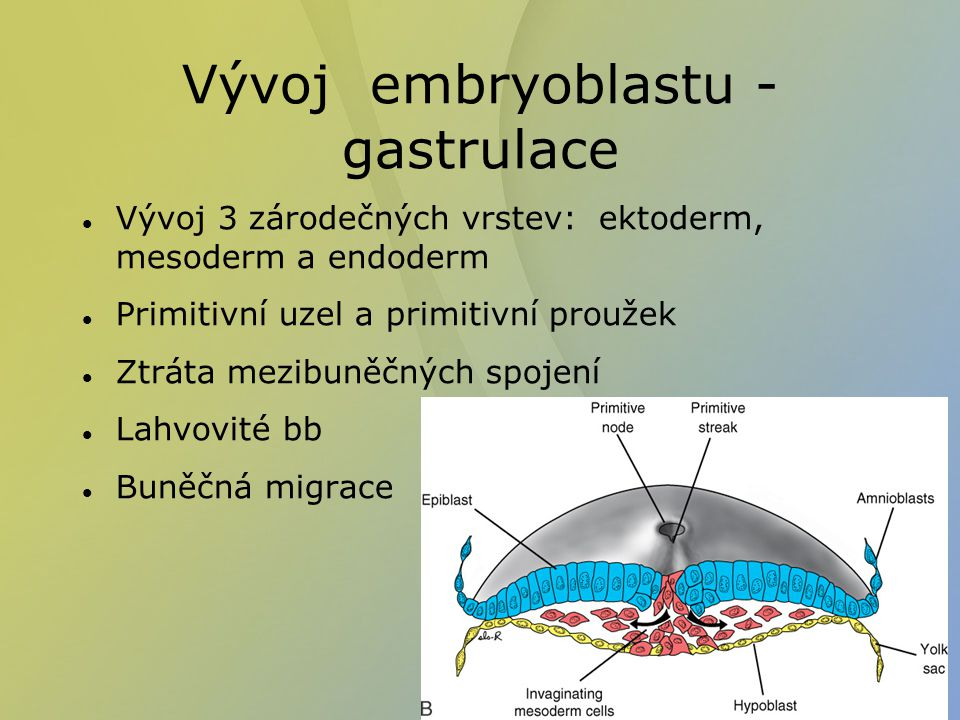 Vývoj embryoblastu -
gastrulace
Vývoj 3 zárodečných vrstev: ektoderm,
mesoderm a endoderm
Primitivní uzel a primitivní proužek
Ztráta mezibuněčných spojení
Lahvovité bb
Buněčná migrace
Primitive
node
Primitive
streak
Epiblast
Amnioblasts
Yolk
sac
Invaginating
mesoderm cells
Hypoblast
B